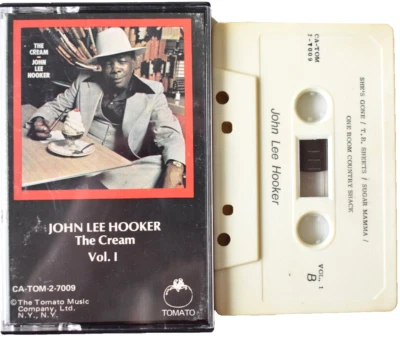 THE CREAM
JOHN
LEE
HOOKER
JOHN LEE HOOKER
The Cream
Vol. I
CA-TOM-2-7009
©The Tomato Music
Company, Ltd.
N.Y., N.Y.
TOMATO
CA-TOM
2-7009
John Lee Hooker
SHE'S GONE / T.B. SHEETS / SUGAR MAMMA /
ONE ROOM COUNTRY SHACK
VOL. I
B